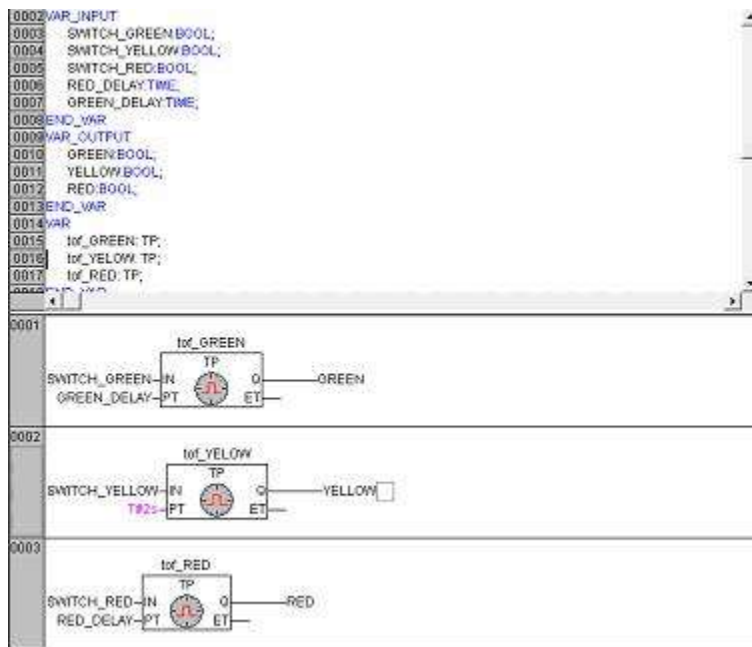 0002 VAR_INPUT
0003 SWITCH_GREEN:BOOL;
0004 SWITCH_YELLOW:BOOL;
0005 SWITCH_RED:BOOL;
0006 RED_DELAY:TIME;
0007 GREEN_DELAY:TIME;
0008 END_VAR
0009 VAR_OUTPUT
0010 GREEN:BOOL;
0011 YELLOW:BOOL;
0012 RED:BOOL;
0013 END_VAR
0014 VAR
0015 tof_GREEN: TP;
0016 tof_YELOW: TP;
0017 tof_RED: TP;
0018 END_VAR
0001
tof_GREEN
TP
SWITCH_GREEN IN Q GREEN
GREEN_DELAY PT ET
0002
tof_YELOW
TP
SWITCH_YELLOW IN Q YELLOW
T#2s PT ET
0003
tof_RED
TP
SWITCH_RED IN Q RED
RED_DELAY PT ET